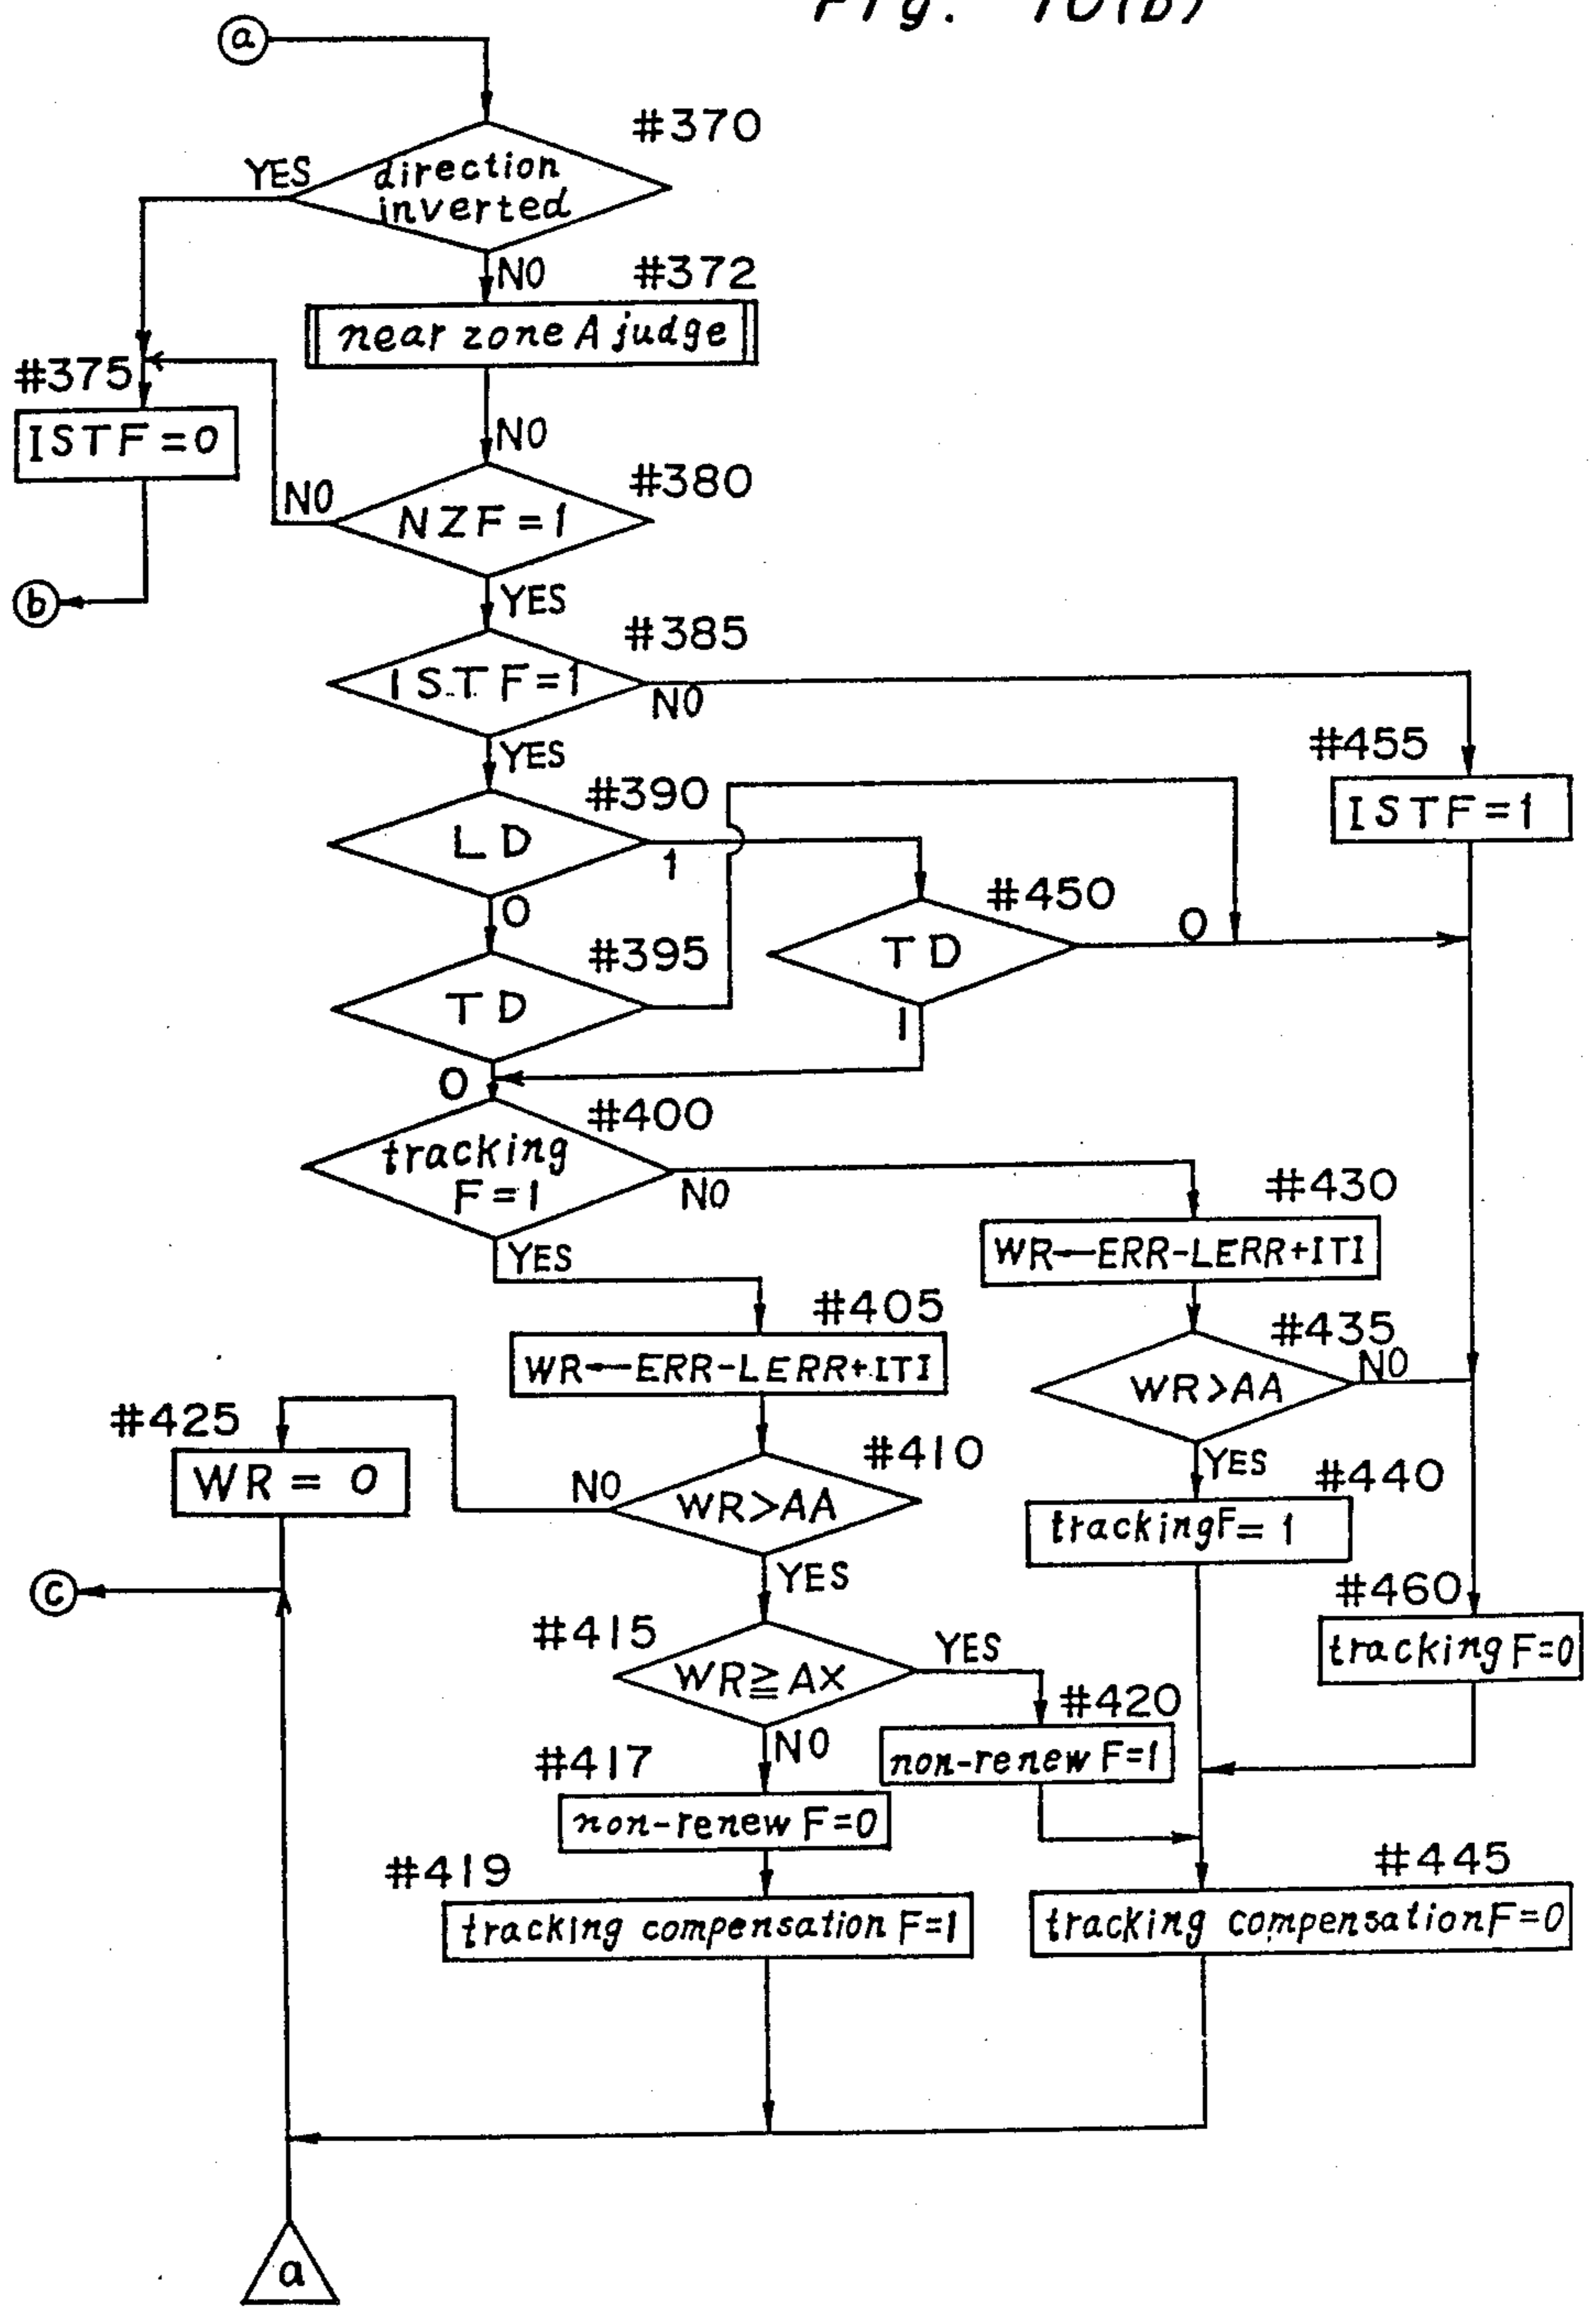 Fig. 10(b)
a
#370
YES
direction
inverted
NO
#372
near zone A judge
#375
ISTF=0
NO
#380
NO
NZF=1
b
YES
#385
ISTF=1
NO
YES
#455
ISTF=1
#390
LD
1
0
#450
TD
0
#395
TD
1
0
#400
tracking
F=1
NO
#430
WR←ERR-LERR+ITI
YES
#405
WR←ERR-LERR+ITI
#435
WR>AA
NO
#425
WR=0
#410
NO
WR>AA
YES
#440
trackingF=1
YES
c
#460
tracking F=0
#415
WR≧AX
YES
#420
non-renew F=1
NO
#417
non-renew F=0
#419
tracking compensation F=1
#445
tracking compensationF=0
a